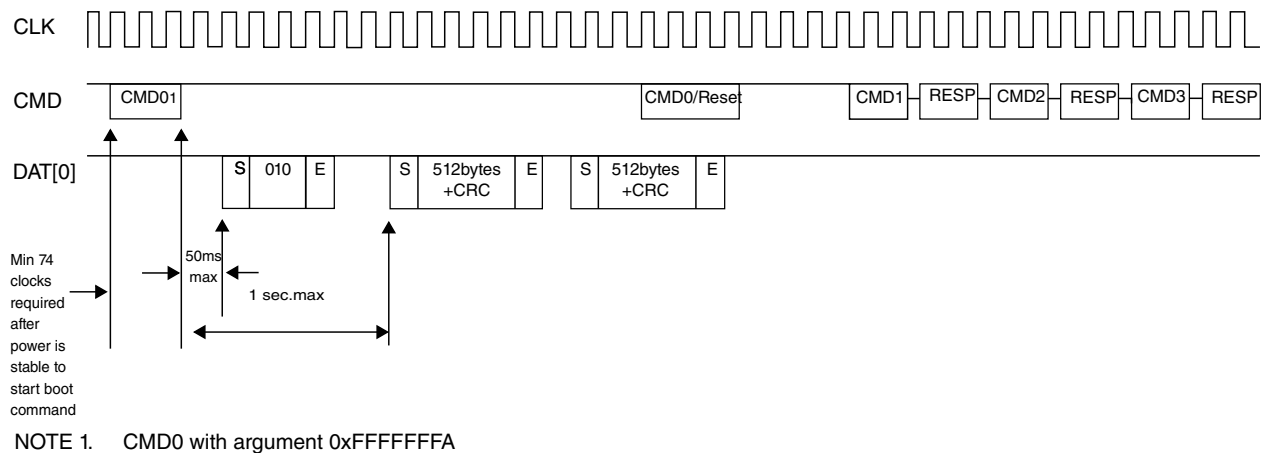 CLK
CMD
CMD01
CMD0/Reset
CMD1
RESP
CMD2
RESP
CMD3
RESP
DAT[0]
S
010
E
S
512bytes
+CRC
E
S
512bytes
+CRC
E
Min 74
clocks
required
after
power is
stable to
start boot
command
50ms
max
1 sec.max
NOTE 1. CMD0 with argument 0xFFFFFFFA